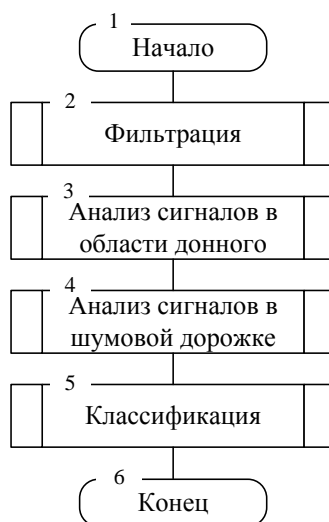 1
Начало
2
Фильтрация
3
Анализ сигналов в
области донного
4
Анализ сигналов в
шумовой дорожке
5
Классификация
6
Конец